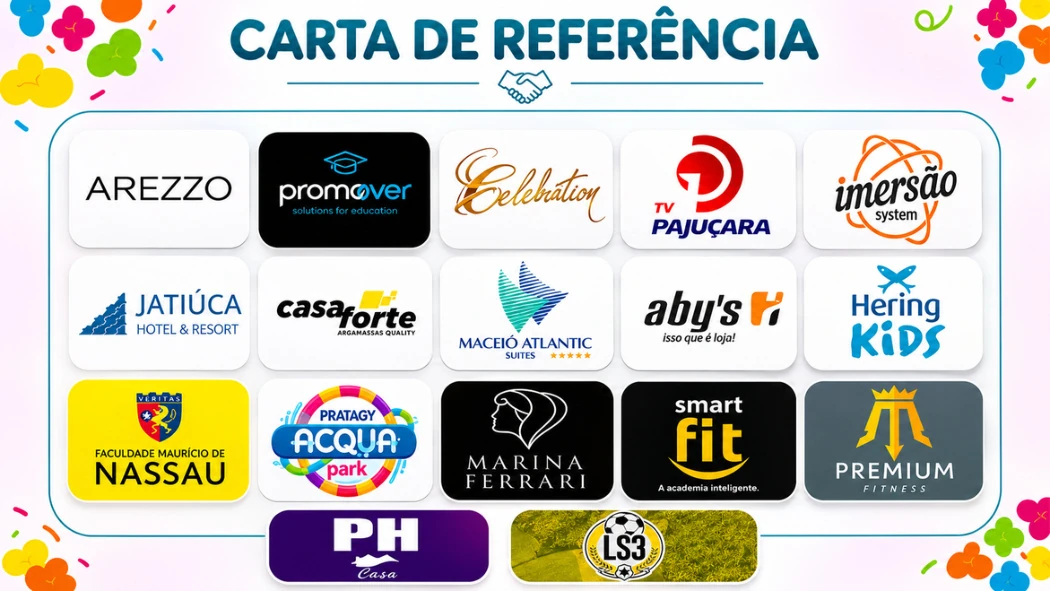 CARTA DE REFERÊNCIA
AREZZO
promoover
solutions for education
Celebration
TV
PAJUÇARA
imersão
system
JATIÚCA
HOTEL & RESORT
casa
forte
ARGAMASSAS QUALITY
MACEIÓ ATLANTIC
SUITES
aby's
isso que é loja!
Hering
KiDS
VERITAS
FACULDADE MAURÍCIO DE
NASSAU
PRATAGY
ACQUA
park
MARINA
FERRARI
smart
fit
A academia inteligente.
PREMIUM
FITNESS
PH
Casa
LS3